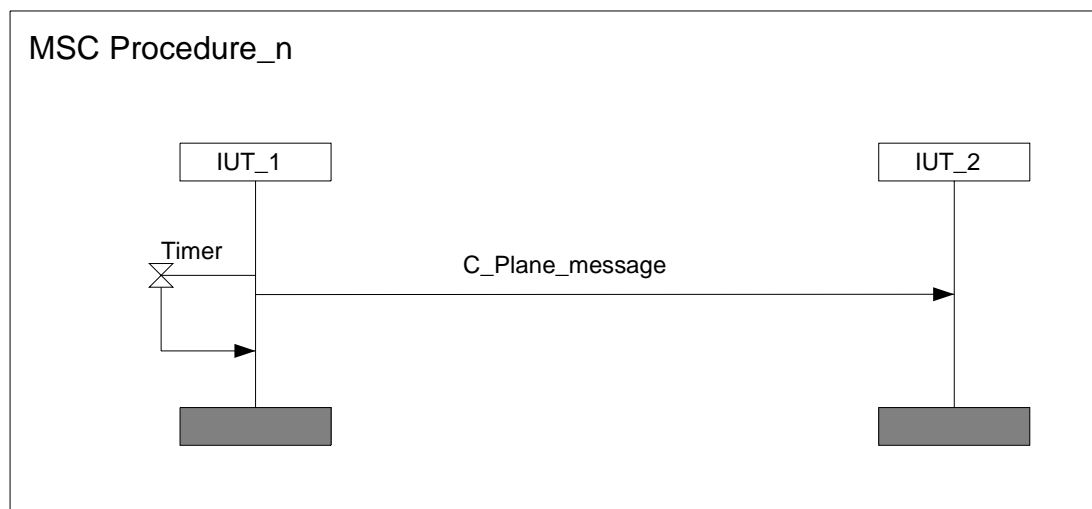 MSC Procedure_n
IUT_1
IUT_2
Timer
C_Plane_message